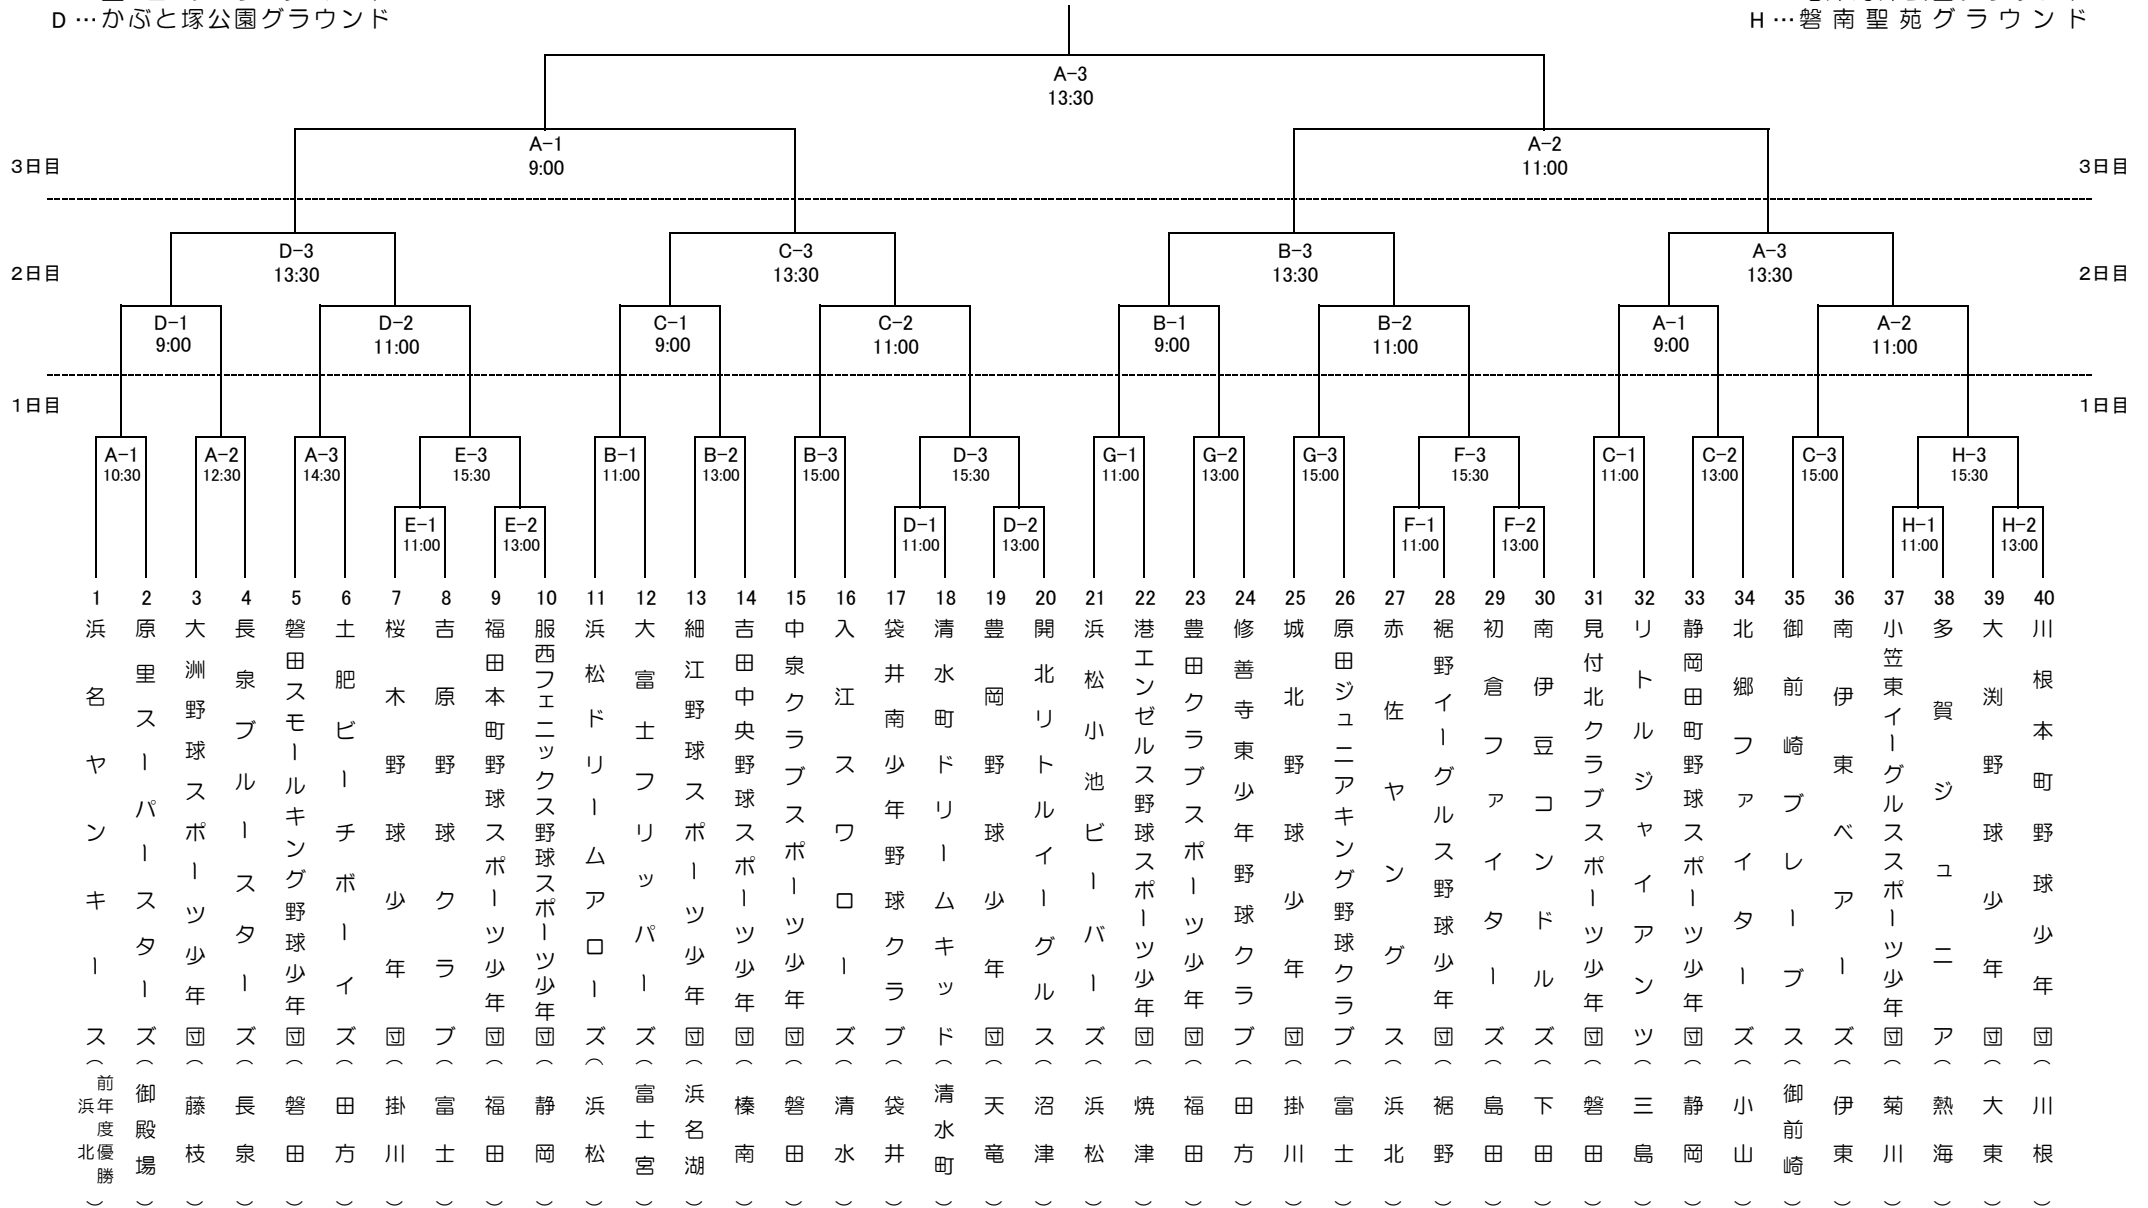 D…かぶと塚公園グラウンド
H…磐南聖苑グラウンド
A-3
13:30
A-1
9:00
A-2
11:00
3日目
3日目
D-3
13:30
C-3
13:30
B-3
13:30
A-3
13:30
2日目
2日目
D-1
9:00
D-2
11:00
C-1
9:00
C-2
11:00
B-1
9:00
B-2
11:00
A-1
9:00
A-2
11:00
1日目
1日目
A-1
10:30
A-2
12:30
A-3
14:30
E-3
15:30
B-1
11:00
B-2
13:00
B-3
15:00
D-3
15:30
G-1
11:00
G-2
13:00
G-3
15:00
F-3
15:30
C-1
11:00
C-2
13:00
C-3
15:00
H-3
15:30
E-1
11:00
E-2
13:00
D-1
11:00
D-2
13:00
F-1
11:00
F-2
13:00
H-1
11:00
H-2
13:00
1 浜名ヤンキース(前年度優勝 浜北)
2 原里スーパースターズ(御殿場)
3 大洲野球スポーツ少年団(藤枝)
4 長泉ブルースターズ(長泉)
5 磐田スモールキング野球少年団(磐田)
6 土肥ビーチボーイズ(田方)
7 桜木野球少年団(掛川)
8 吉原野球クラブ(富士)
9 福田本町野球スポーツ少年団(福田)
10 服西フェニックス野球スポーツ少年団(静岡)
11 浜松ドリームアローズ(浜松)
12 大富士フリッパーズ(富士宮)
13 細江野球スポーツ少年団(浜名湖)
14 吉田中央野球スポーツ少年団(榛南)
15 中泉クラブスポーツ少年団(磐田)
16 入江スワローズ(清水)
17 袋井南少年野球クラブ(袋井)
18 清水町ドリームキッド(清水町)
19 豊岡野球少年団(天竜)
20 開北リトルイーグルス(沼津)
21 浜松小池ビーバーズ(浜松)
22 港エンゼルス野球スポーツ少年団(焼津)
23 豊田クラブスポーツ少年団(福田)
24 修善寺東少年野球クラブ(田方)
25 城北野球少年団(掛川)
26 原田ジュニアキング野球クラブ(富士)
27 赤佐ヤングス(浜北)
28 裾野イーグルス野球少年団(裾野)
29 初倉ファイターズ(島田)
30 南伊豆コンドルズ(下田)
31 見付北クラブスポーツ少年団(磐田)
32 リトルジャイアンツ(三島)
33 静岡田町野球スポーツ少年団(静岡)
34 北郷ファイターズ(小山)
35 御前崎ブレーブス(御前崎)
36 南伊東ベアーズ(伊東)
37 小笠東イーグルススポーツ少年団(菊川)
38 多賀ジュニア(熱海)
39 大渕野球少年団(大東)
40 川根本町野球少年団(川根)